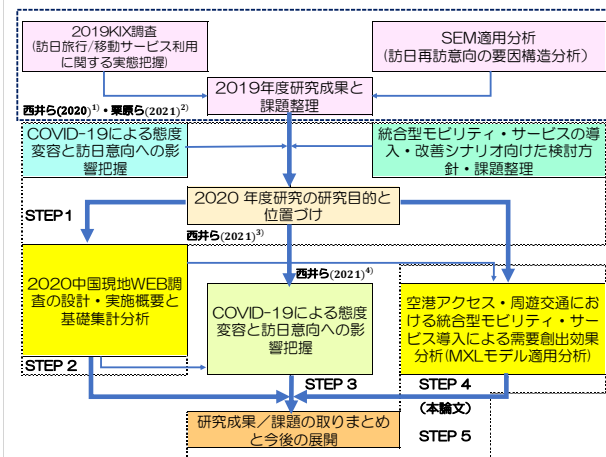 2019KIX調査
(訪日旅行/移動サービス利用
に関する実態把握)
SEM適用分析
(訪日再訪意向の要因構造分析)
2019年度研究成果と
課題整理
西井ら(2020)1)・栗原ら(2021)2)
COVID-19による態度
変容と訪日意向への影
響把握
統合型モビリティ・サービスの導
入・改善シナリオ向けた検討方
針・課題整理
2020 年度研究の研究目的と
位置づけ
STEP1
西井ら(2021)3)
2020中国現地WEB調
査の設計・実施概要と
基礎集計分析
STEP 2
西井ら(2021)4)
COVID-19による態度
変容と訪日意向への影
響把握
STEP 3
空港アクセス・周遊交通にお
ける統合型モビリティ・サー
ビス導入による需要創出効果
分析(MXLモデル適用分析)
STEP 4
(本論文)
研究成果／課題の取りまとめ
と今後の展開
STEP 5